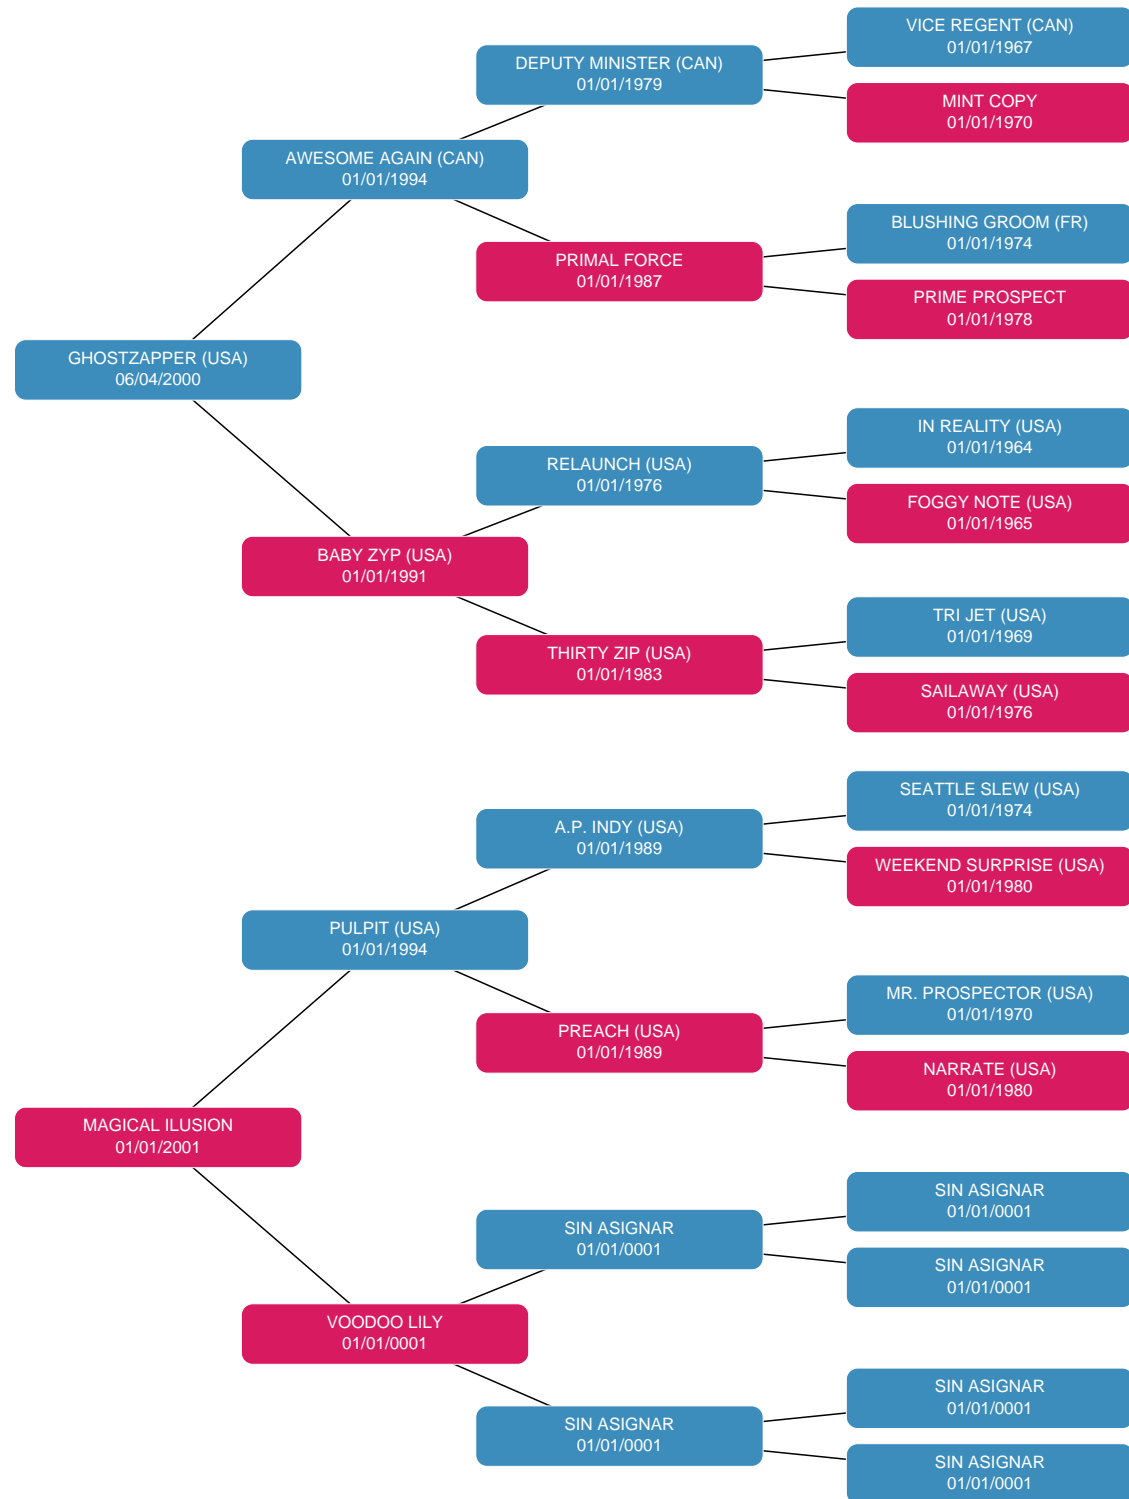 VICE REGENT (CAN)
01/01/1967
DEPUTY MINISTER (CAN)
01/01/1979
MINT COPY
01/01/1970
AWESOME AGAIN (CAN)
01/01/1994
BLUSHING GROOM (FR)
01/01/1974
PRIMAL FORCE
01/01/1987
PRIME PROSPECT
01/01/1978
GHOSTZAPPER (USA)
06/04/2000
IN REALITY (USA)
01/01/1964
RELAUNCH (USA)
01/01/1976
FOGGY NOTE (USA)
01/01/1965
BABY ZYP (USA)
01/01/1991
TRI JET (USA)
01/01/1969
THIRTY ZIP (USA)
01/01/1983
SAILAWAY (USA)
01/01/1976
SEATTLE SLEW (USA)
01/01/1974
A.P. INDY (USA)
01/01/1989
WEEKEND SURPRISE (USA)
01/01/1980
PULPIT (USA)
01/01/1994
MR. PROSPECTOR (USA)
01/01/1970
PREACH (USA)
01/01/1989
NARRATE (USA)
01/01/1980
MAGICAL ILUSION
01/01/2001
SIN ASIGNAR
01/01/0001
SIN ASIGNAR
01/01/0001
SIN ASIGNAR
01/01/0001
VOODOO LILY
01/01/0001
SIN ASIGNAR
01/01/0001
SIN ASIGNAR
01/01/0001
SIN ASIGNAR
01/01/0001